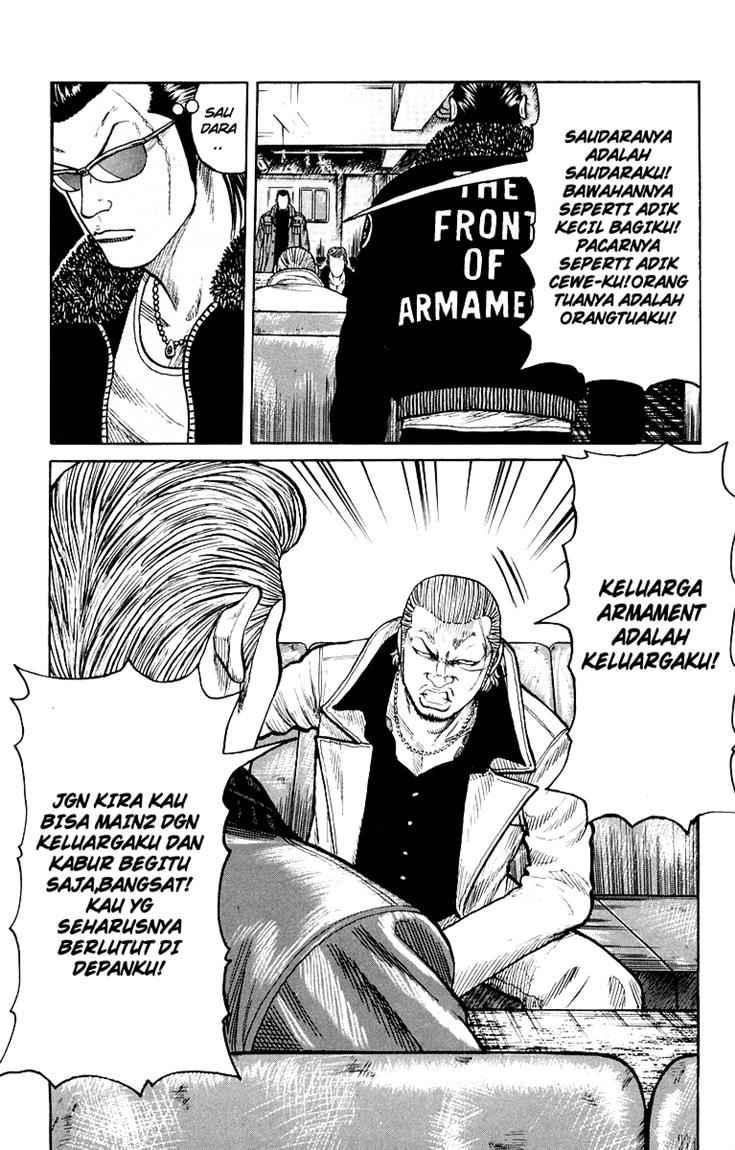 SAUDARANYA
ADALAH
SAUDARAKU!
BAWAHANNYA
SEPERTI ADIK
KECIL BAGIKU!
PACARNYA
SEPERTI ADIK
CEWE-KU!ORANG
TUANYA ADALAH
ORANGTUAKU!
THE
FRONT
OF
ARMAME
SAU
DARA
..
KELUARGA
ARMAMENT
ADALAH
KELUARGAKU!
JGN KIRA KAU
BISA MAIN2 DGN
KELUARGAKU DAN
KABUR BEGITU
SAJA,BANGSAT!
KAU YG
SEHARUSNYA
BERLUTUT DI
DEPANKU!